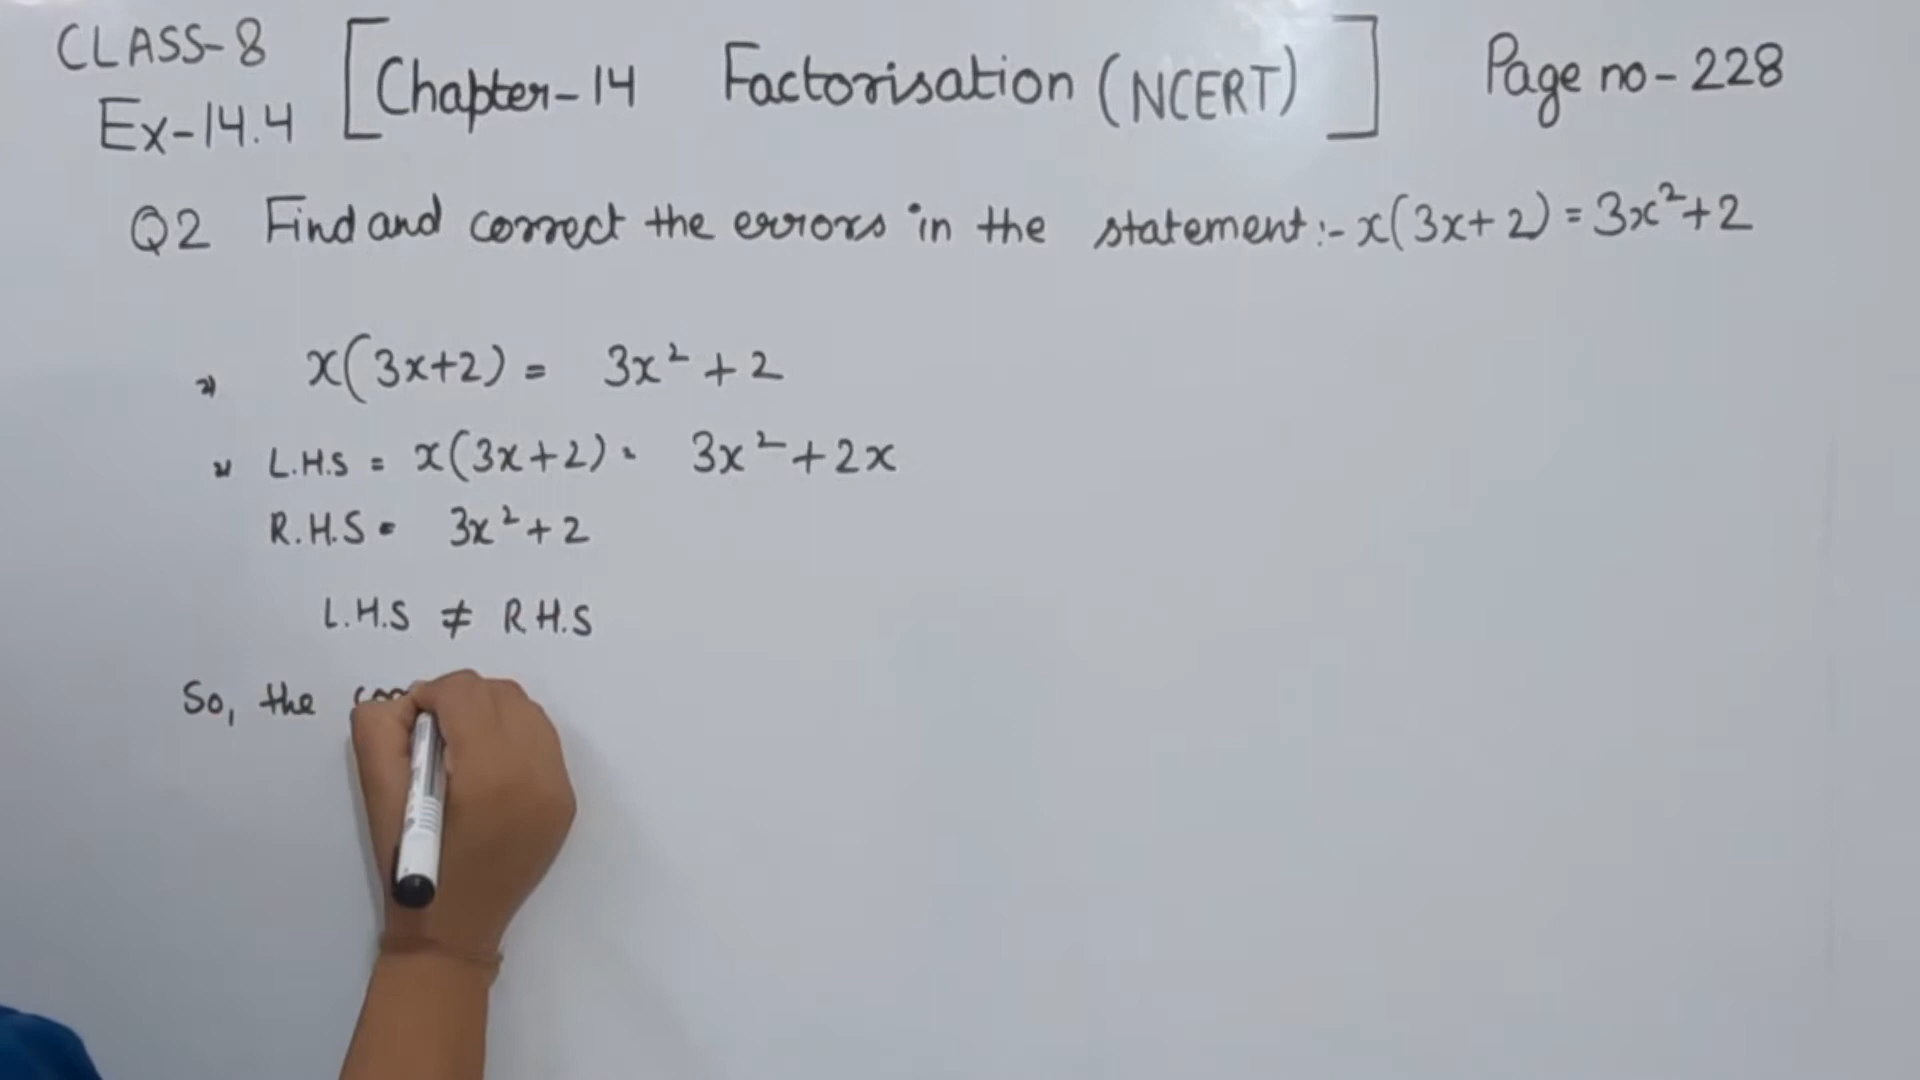 CLASS-8
Ex-14.4
[Chapter-14 Factorisation (NCERT)]
Page no-228
Q2 Find and correct the errors in the statement:- x(3x+2) = 3x²+2
x(3x+2) = 3x²+2
L.H.S = x(3x+2) = 3x²+2x
R.H.S = 3x²+2
L.H.S ≠ R.H.S
So, the